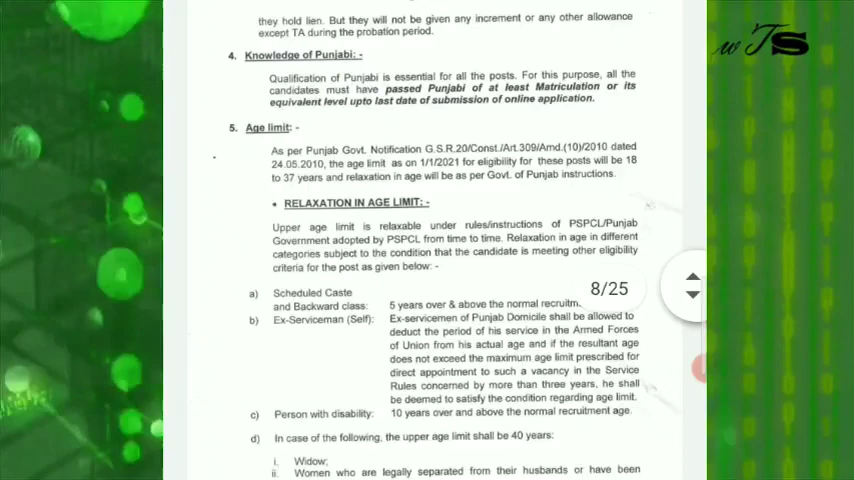 they hold lien. But they will not be given any increment or any other allowance
except TA during the probation period.
wTS
4. Knowledge of Punjabi: -
Qualification of Punjabi is essential for all the posts. For this purpose, all the
candidates must have passed Punjabi of at least Matriculation or its
equivalent level upto last date of submission of online application.
5. Age limit: -
As per Punjab Govt. Notification G.S.R.20/Const./Art.309/Amd.(10)/2010 dated
24.05.2010, the age limit as on 1/1/2021 for eligibility for these posts will be 18
to 37 years and relaxation in age will be as per Govt. of Punjab instructions.
• RELAXATION IN AGE LIMIT: -
Upper age limit is relaxable under rules/instructions of PSPCL/Punjab
Government adopted by PSPCL from time to time. Relaxation in age in different
categories subject to the condition that the candidate is meeting other eligibility
criteria for the post as given below: -
8/25
a) Scheduled Caste
and Backward class: 5 years over & above the normal
b) Ex-Serviceman (Self): Ex-servicemen of Punjab Domicile shall be allowed to
deduct the period of his service in the Armed Forces
of Union from his actual age and if the resultant age
does not exceed the maximum age limit prescribed for
direct appointment to such a vacancy in the Service
Rules concerned by more than three years, he shall
be deemed to satisfy the condition regarding age limit.
c) Person with disability: 10 years over and above the normal recruitment age.
d) In case of the following, the upper age limit shall be 40 years:
i. Widow;
ii. Women who are legally separated from their husbands or have been